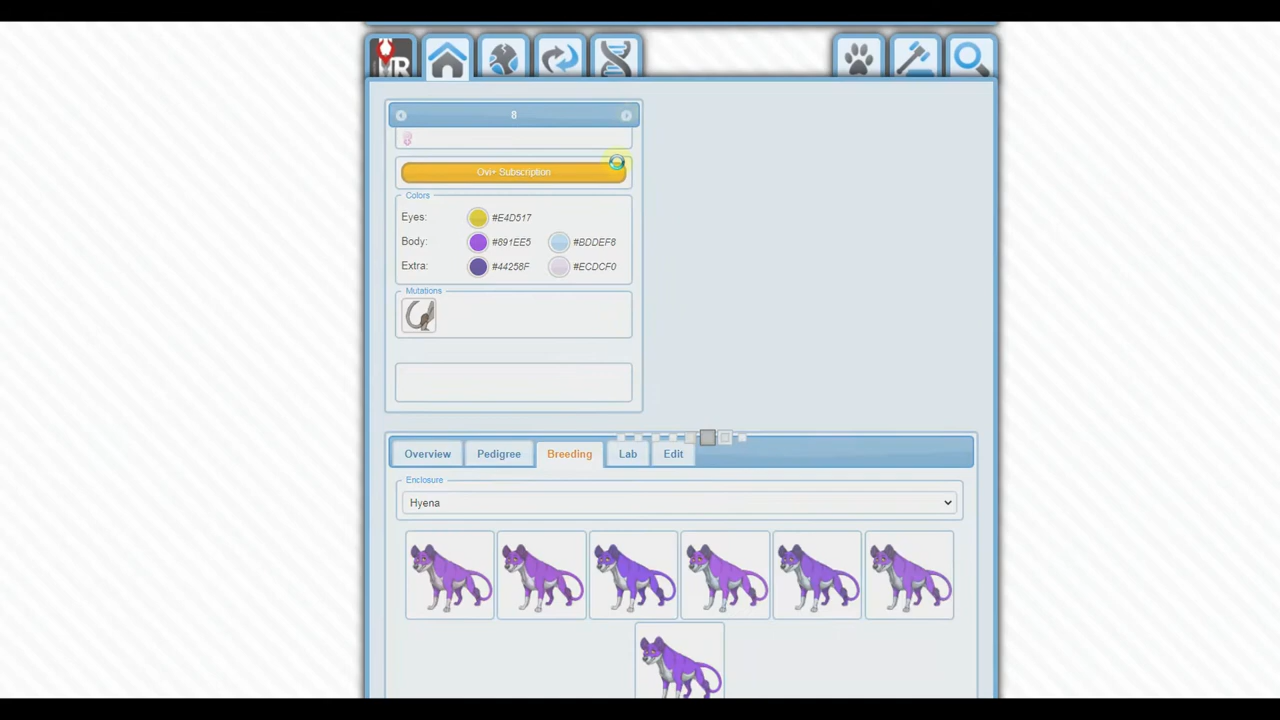 R
8
Ovi+ Subscription
Colors
Eyes: #E4D517
Body: #891EE5 #BDDEF8
Extra: #44258F #ECDCF0
Mutations
Overview Pedigree Breeding Lab Edit
Enclosure
Hyena